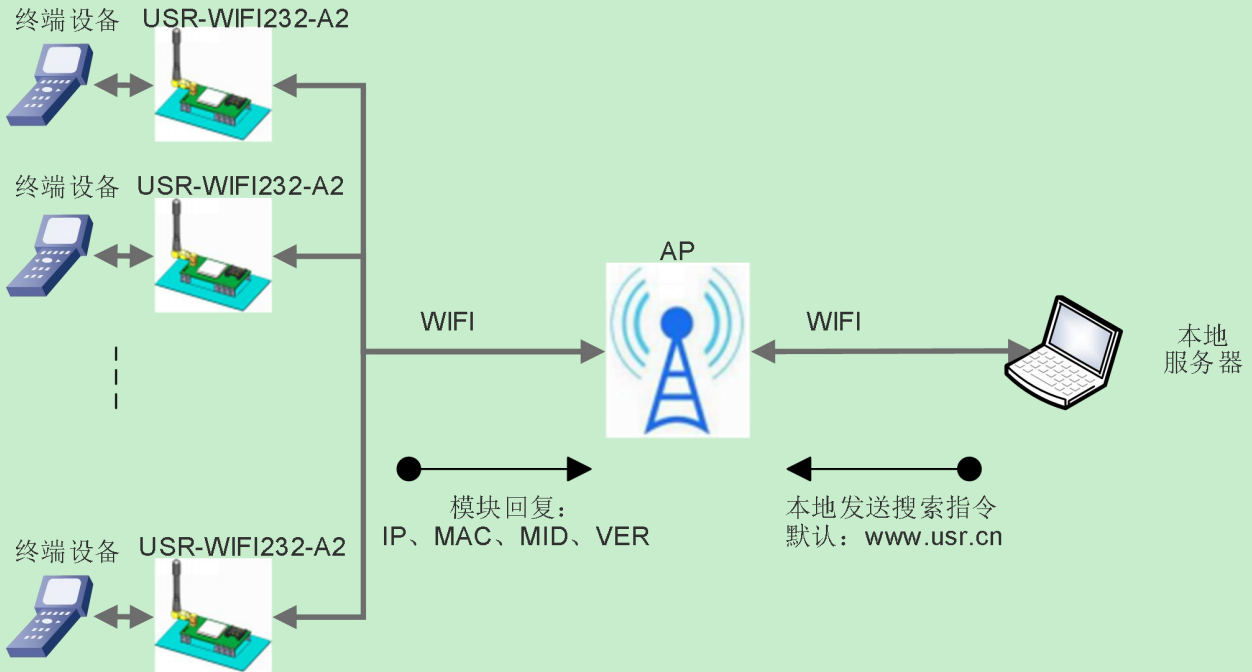 终端设备 USR-WIFI232-A2
终端设备 USR-WIFI232-A2
AP
WIFI
WIFI
本地
服务器
模块回复：
IP、MAC、MID、VER
本地发送搜索指令
默认：www.usr.cn
终端设备 USR-WIFI232-A2